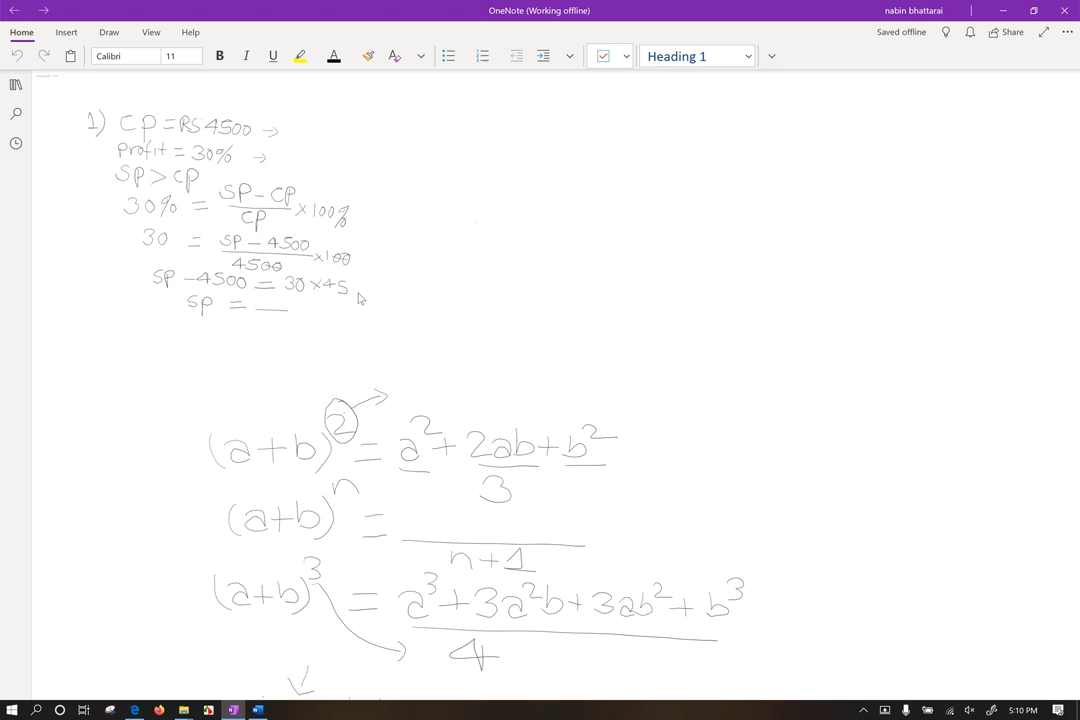 OneNote (Working offline)
nabin bhattarai
Home Insert Draw View Help
Saved offline
Share
Calibri 11 B I U A Heading 1
1) CP = RS 4500 →
Profit = 30% →
SP > CP
30% = SP - CP / CP × 100%
30 = SP - 4500 / 4500 × 100
SP - 4500 = 30 × 45
SP = __
(a+b)² = a² + 2ab + b²
3
(a+b)ⁿ =
n+1
(a+b)³ = a³ + 3a²b + 3ab² + b³
4
5:10 PM